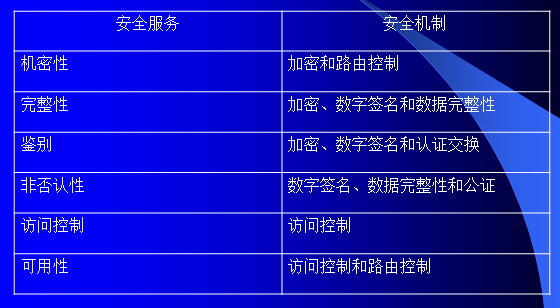 安全服务 安全机制
机密性 加密和路由控制
完整性 加密、数字签名和数据完整性
鉴别 加密、数字签名和认证交换
非否认性 数字签名、数据完整性和公证
访问控制 访问控制
可用性 访问控制和路由控制